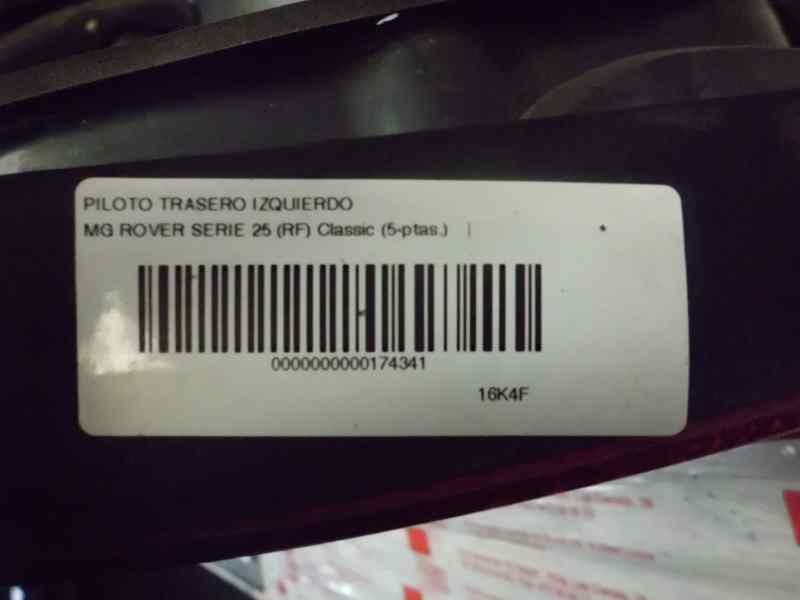 PILOTO TRASERO IZQUIERDO
MG ROVER SERIE 25 (RF) Classic (5-ptas.) |
0000000000174341
16K4F